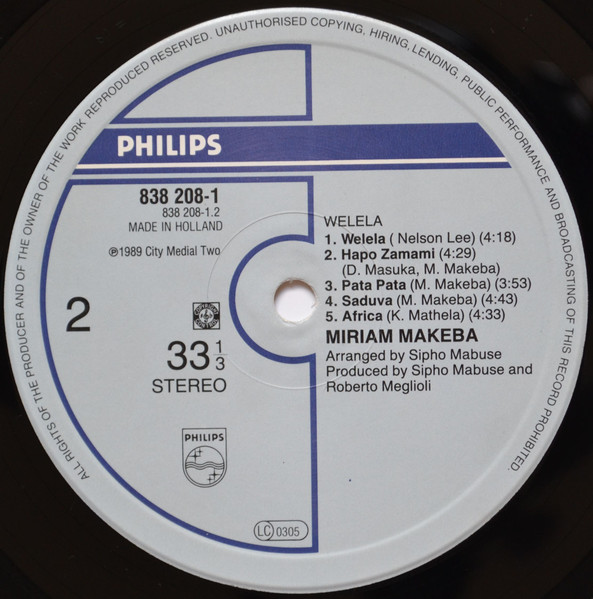 ALL RIGHTS OF THE PRODUCER AND OF THE OWNER OF THE WORK REPRODUCED RESERVED. UNAUTHORISED COPYING, HIRING, LENDING, PUBLIC PERFORMANCE AND BROADCASTING OF THIS RECORD PROHIBITED.
PHILIPS
838 208-1
838 208-1.2
MADE IN HOLLAND
℗1989 City Medial Two
2
33 1/3
STEREO
PHILIPS
LC 0305
WELELA
1. Welela ( Nelson Lee) (4:18)
2. Hapo Zamami (4:29)
(D. Masuka, M. Makeba)
3. Pata Pata (M. Makeba) (3:53)
4. Saduva (M. Makeba) (4:43)
5. Africa (K. Mathela) (4:33)
MIRIAM MAKEBA
Arranged by Sipho Mabuse
Produced by Sipho Mabuse and
Roberto Meglioli